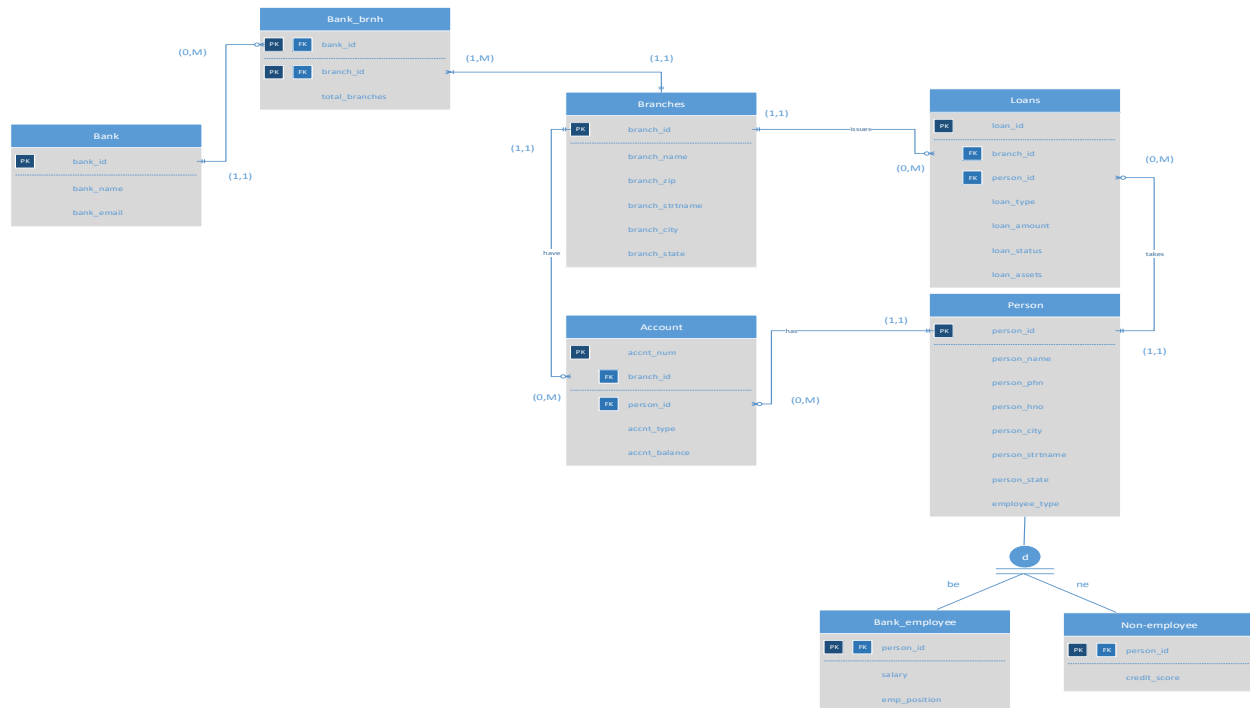 Bank_brnh
PK FK bank_id
PK FK branch_id
total_branches
(0,M)
(1,M)
(1,1)
Bank
PK bank_id
bank_name
bank_email
(1,1)
Branches
PK branch_id
branch_name
branch_zip
branch_strtname
branch_city
branch_state
(1,1)
issues
(0,M)
(1,1)
have
(0,M)
Loans
PK loan_id
FK branch_id
FK person_id
loan_type
loan_amount
loan_status
loan_assets
(0,M)
takes
(1,1)
Account
PK accnt_num
FK branch_id
FK person_id
accnt_type
accnt_balance
(0,M)
has
(1,1)
Person
PK person_id
person_name
person_phn
person_hno
person_city
person_strtname
person_state
employee_type
d
be
ne
Bank_employee
PK FK person_id
salary
emp_position
Non-employee
PK FK person_id
credit_score